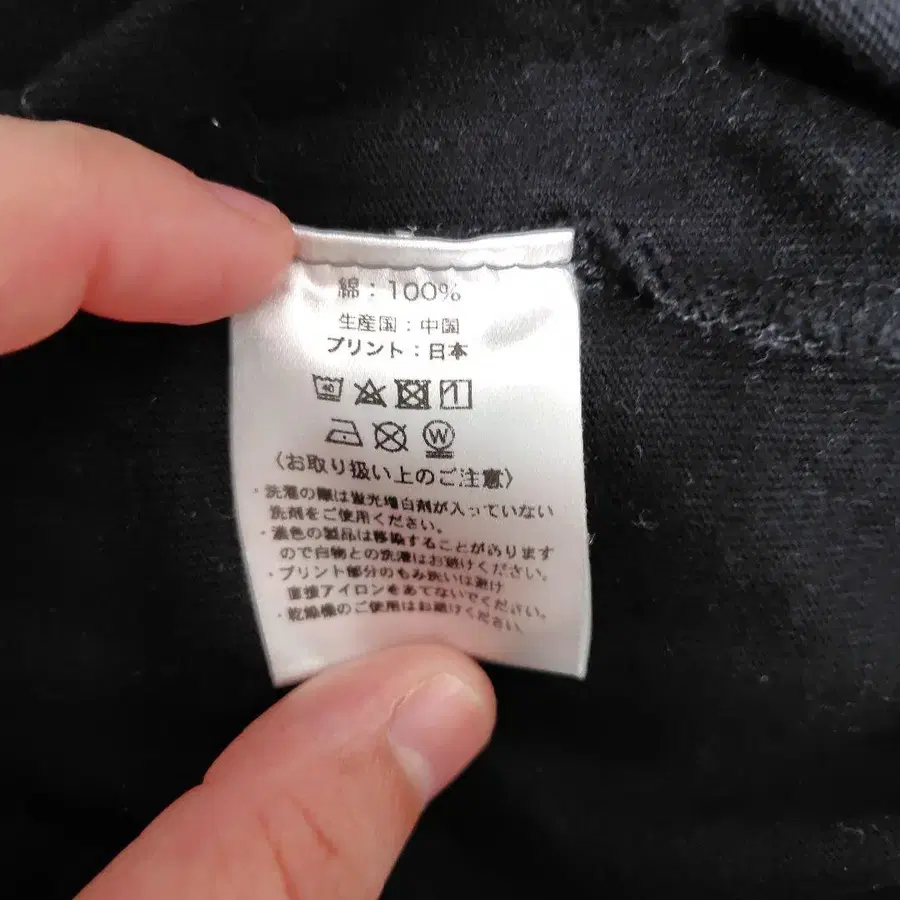 綿：100%
生産国：中国
プリント：日本
40
W
〈お取り扱い上のご注意〉
・洗濯の際は蛍光増白剤が入っていない
洗剤をご使用ください。
・濃色の製品は移染することがあります
ので白物との洗濯はお避けください。
・プリント部分のもみ洗いは避け
直接アイロンをあてないでください。
・乾燥機のご使用はお避けください。